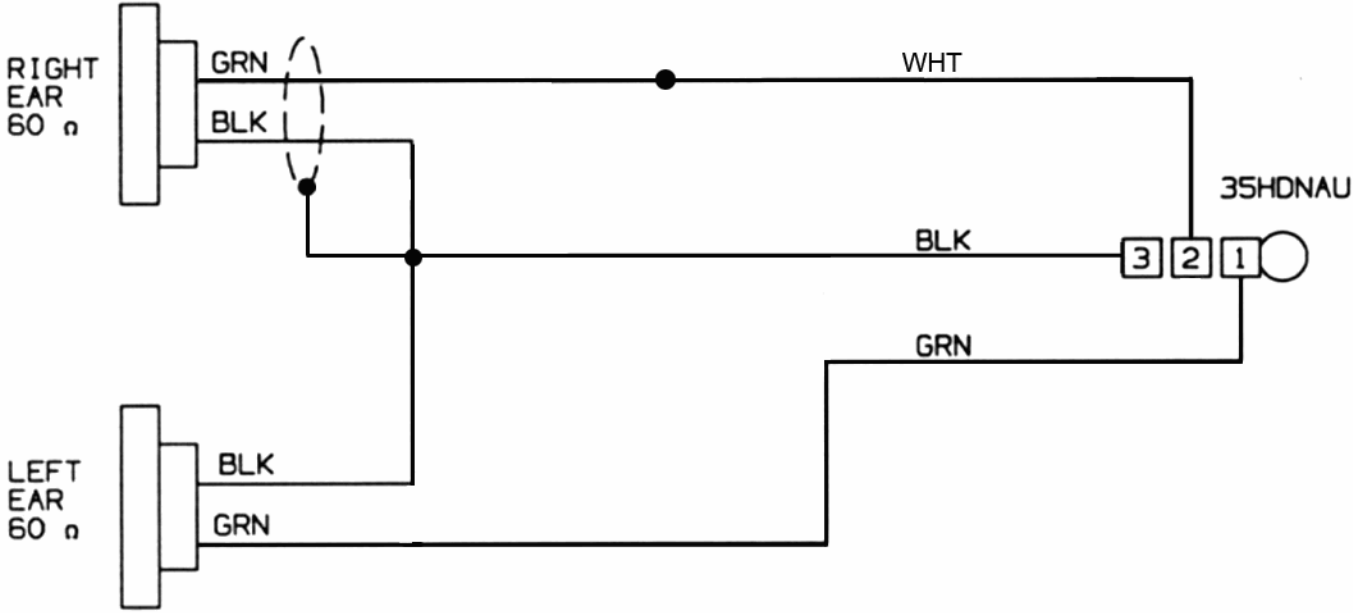 RIGHT
EAR
60 Ω
GRN
BLK
WHT
35HDNAU
BLK
3
2
1
GRN
LEFT
EAR
60 Ω
BLK
GRN